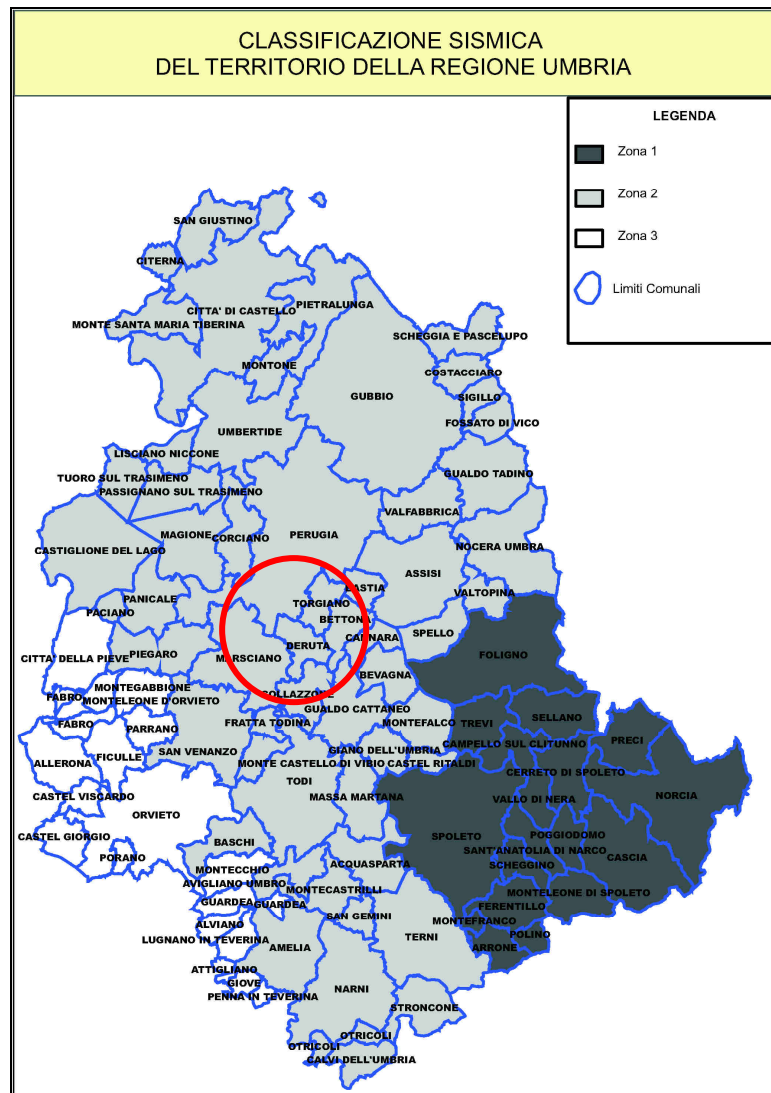 CLASSIFICAZIONE SISMICA
DEL TERRITORIO DELLA REGIONE UMBRIA
LEGENDA
Zona 1
Zona 2
Zona 3
Limiti Comunali
SAN GIUSTINO
CITERNA
PIETRALUNGA
CITTA' DI CASTELLO
MONTE SANTA MARIA TIBERINA
SCHEGGIA E PASCELUPO
MONTONE
COSTACCIARO
GUBBIO
SIGILLO
FOSSATO DI VICO
UMBERTIDE
LISCIANO NICCONE
GUALDO TADINO
TUORO SUL TRASIMENO
PASSIGNANO SUL TRASIMENO
VALFABBRICA
MAGIONE
CORCIANO
PERUGIA
NOCERA UMBRA
CASTIGLIONE DEL LAGO
ASSISI
BASTIA
VALTOPINA
PANICALE
TORGIANO
PACIANO
BETTONA
CANNARA
SPELLO
DERUTA
FOLIGNO
CITTA' DELLA PIEVE
PIEGARO
MARSCIANO
BEVAGNA
MONTEGABBIONE
COLLAZZONE
FABRO
MONTELEONE D'ORVIETO
GUALDO CATTANEO
FABRO
PARRANO
FRATTA TODINA
MONTEFALCO
TREVI
SELLANO
SAN VENANZO
GIANO DELL'UMBRIA
CAMPELLO SUL CLITUNNO
PRECI
ALLERONA
FICULLE
MONTE CASTELLO DI VIBIO
CASTEL RITALDI
CERRETO DI SPOLETO
TODI
CASTEL VISCARDO
MASSA MARTANA
VALLO DI NERA
NORCIA
ORVIETO
CASTEL GIORGIO
SPOLETO
POGGIODOMO
BASCHI
SANT'ANATOLIA DI NARCO
PORANO
ACQUASPARTA
SCHEGGINO
CASCIA
MONTECCHIO
AVIGLIANO UMBRO
MONTECASTRILLI
MONTELEONE DI SPOLETO
GUARDEA
GUARDEA
FERENTILLO
SAN GEMINI
MONTEFRANCO
ALVIANO
TERNI
POLINO
LUGNANO IN TEVERINA
AMELIA
ARRONE
ATTIGLIANO
GIOVE
NARNI
PENNA IN TEVERINA
STRONCONE
OTRICOLI
OTRICOLI
CALVI DELL'UMBRIA